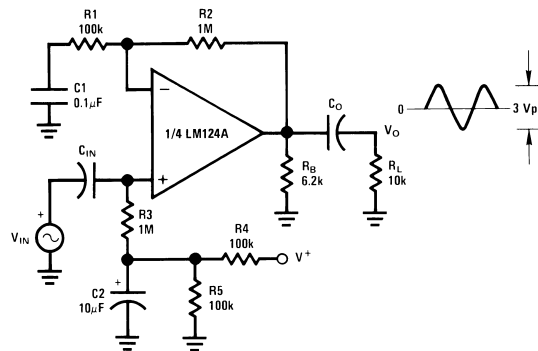 R1
100k
R2
1M
C1
0.1μF
−
1/4 LM124A
+
CIN
CO
VO
0
3 Vp
RB
6.2k
RL
10k
+
VIN
R3
1M
R4
100k
V+
+
C2
10μF
R5
100k